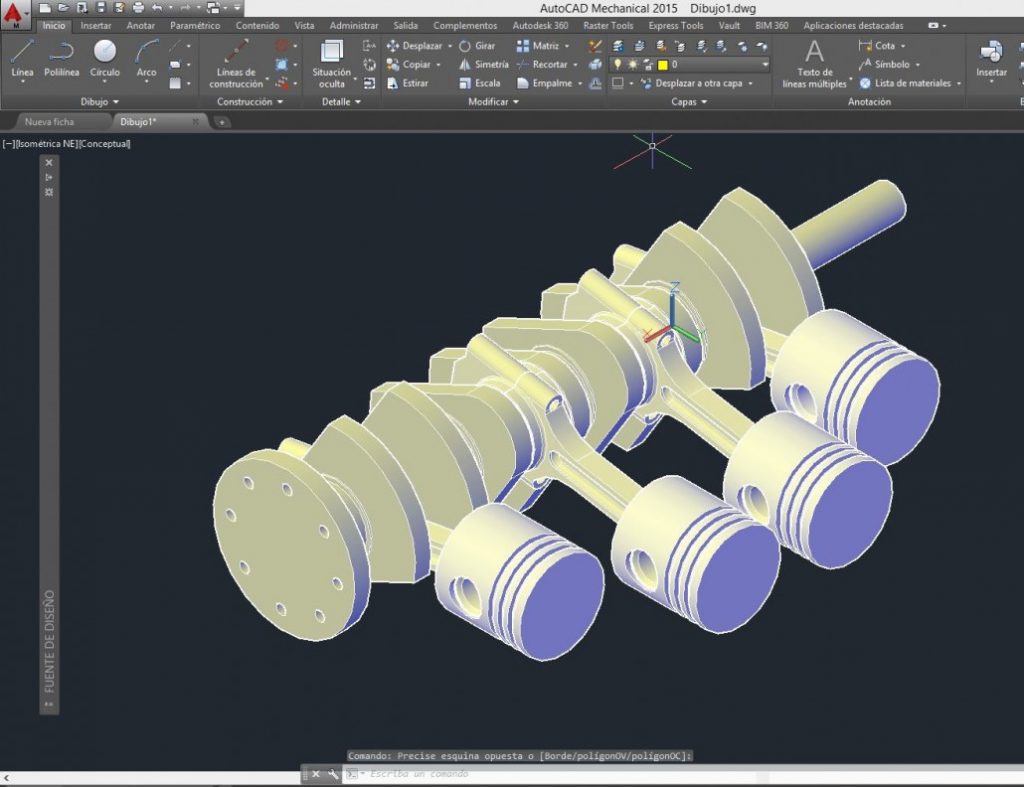 AutoCAD Mechanical 2015 Dibujo1.dwg
Inicio Insertar Anotar Paramétrico Contenido Vista Administrar Salida Complementos Autodesk 360 Raster Tools Express Tools Vault BIM 360 Aplicaciones destacadas
Línea Polilínea Círculo Arco
Dibujo
Líneas de construcción
Construcción
Situación oculta
Detalle
Desplazar Girar Matriz
Copiar Simetría Recortar
Estirar Escala Empalme
Modificar
0
Desplazar a otra capa
Capas
A
Texto de líneas múltiples
Cota
Símbolo
Lista de materiales
Anotación
Insertar
M
Nueva ficha Dibujo1*
[−][Isométrica NE][Conceptual]
Z
X
FUENTE DE DISEÑO
Comando: Precise esquina opuesta o [Borde/polígonOV/polígonOC]:
Escriba un comando